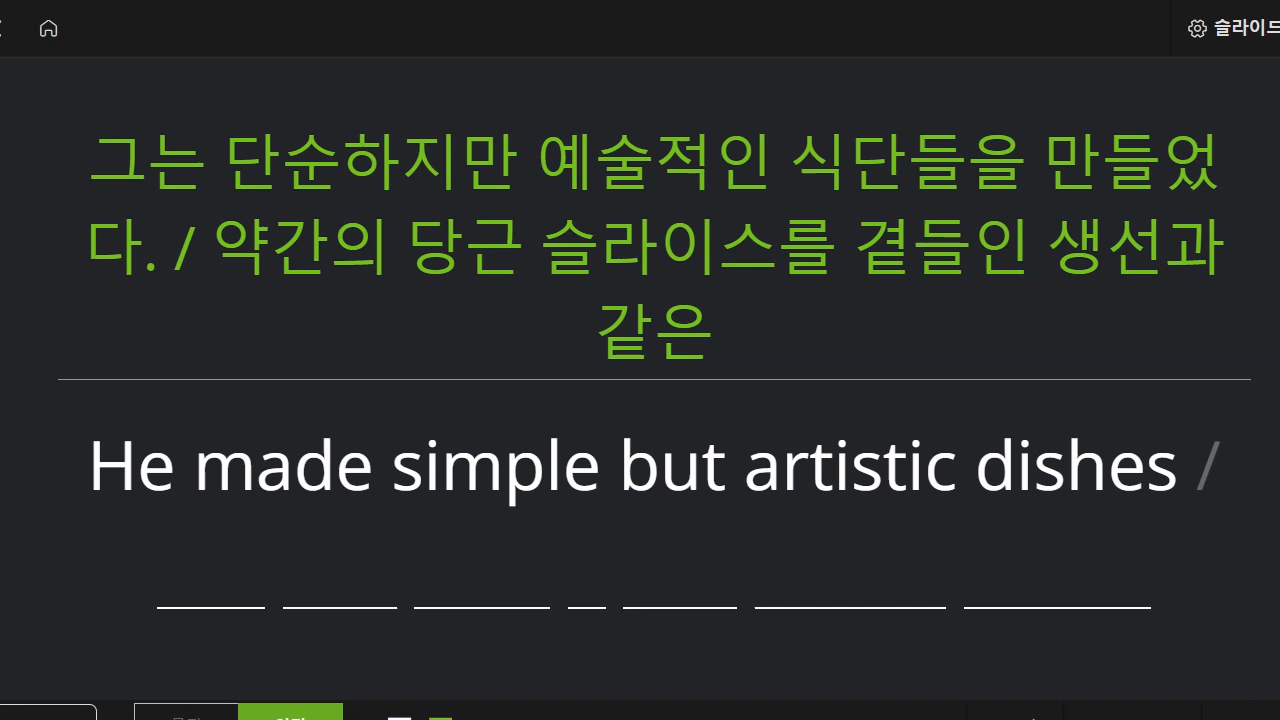 슬라이드
그는 단순하지만 예술적인 식단들을 만들었
다. / 약간의 당근 슬라이스를 곁들인 생선과
같은
He made simple but artistic dishes /